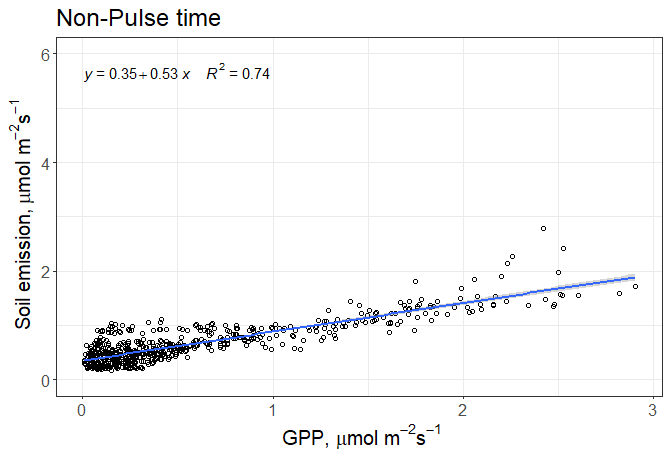 Non-Pulse time
y = 0.35 + 0.53 x   R² = 0.74
Soil emission, μmol m⁻²s⁻¹
6
4
2
0
0 1 2 3
GPP, μmol m⁻²s⁻¹